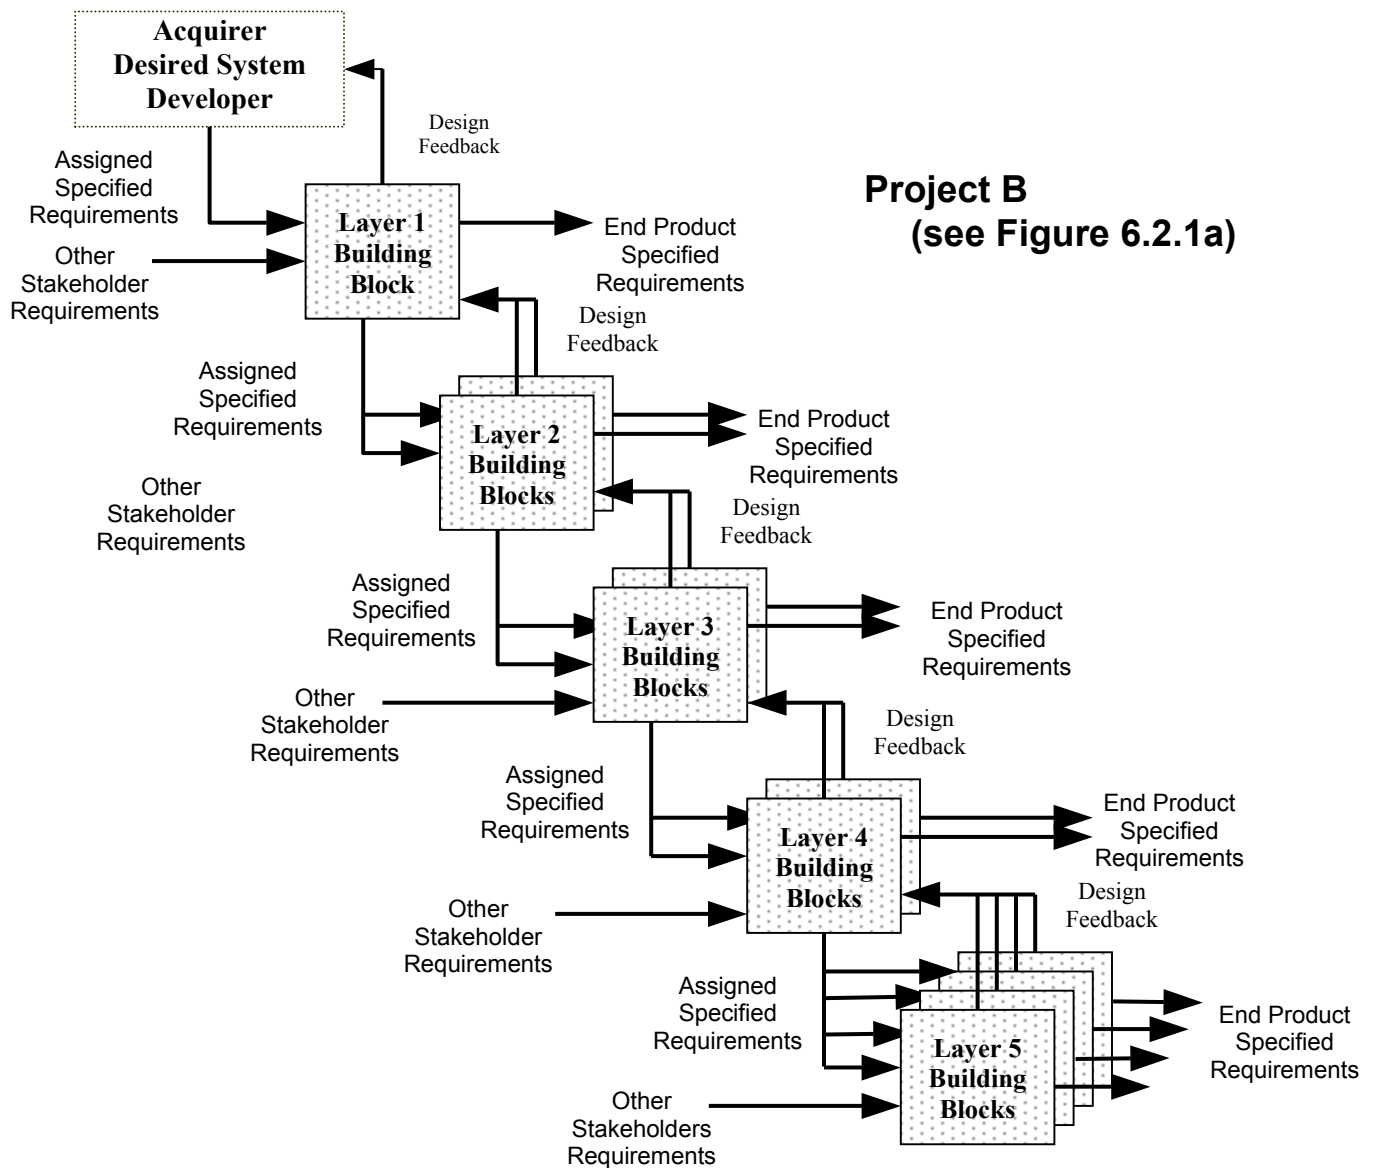 Acquirer
Desired System
Developer
Design
Feedback
Assigned
Specified
Requirements
Project B
(see Figure 6.2.1a)
Layer 1
Building
Block
End Product
Specified
Requirements
Other
Stakeholder
Requirements
Design
Feedback
Assigned
Specified
Requirements
End Product
Specified
Requirements
Layer 2
Building
Blocks
Other
Stakeholder
Requirements
Design
Feedback
Assigned
Specified
Requirements
End Product
Specified
Requirements
Layer 3
Building
Blocks
Other
Stakeholder
Requirements
Design
Feedback
Assigned
Specified
Requirements
End Product
Specified
Requirements
Layer 4
Building
Blocks
Other
Stakeholder
Requirements
Design
Feedback
Assigned
Specified
Requirements
End Product
Specified
Requirements
Layer 5
Building
Blocks
Other
Stakeholders
Requirements